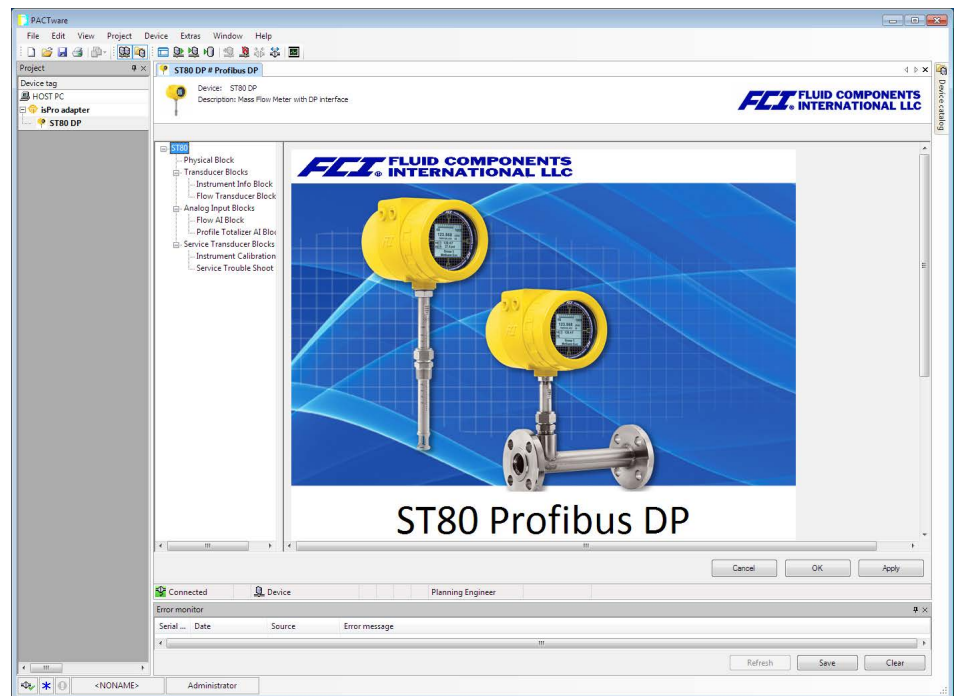 PACTware
File Edit View Project Device Extras Window Help
Project
ST80 DP # Profibus DP
Device tag
HOST PC
isPro adapter
ST80 DP
Device: ST80 DP
Description: Mass Flow Meter with DP interface
FCI® FLUID COMPONENTS
INTERNATIONAL LLC
Device catalog
ST80
Physical Block
Transducer Blocks
Instrument Info Block
Flow Transducer Block
Analog Input Blocks
Flow AI Block
Profile Totalizer AI Bloc
Service Transducer Blocks
Instrument Calibration
Service Trouble Shoot
FCI® FLUID COMPONENTS
INTERNATIONAL LLC
ST80 Profibus DP
Cancel OK Apply
Connected Device Planning Engineer
Error monitor
Serial ... Date Source Error message
Refresh Save Clear
<NONAME> Administrator